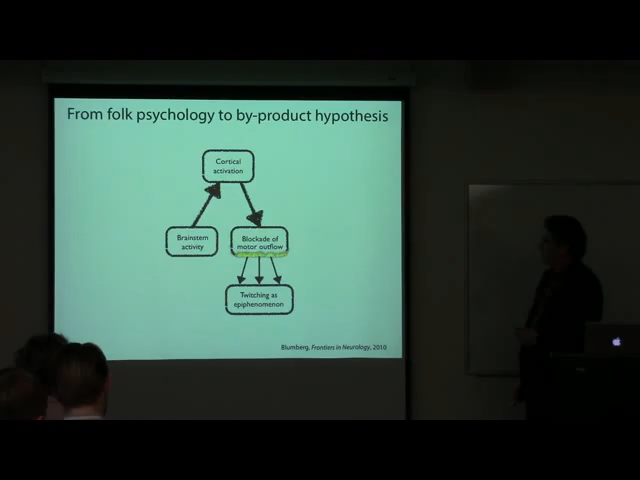 From folk psychology to by-product hypothesis
Cortical
activation
Brainstem
activity
Blockade of
motor outflow
Twitching as
epiphenomenon
Blumberg, Frontiers in Neurology, 2010